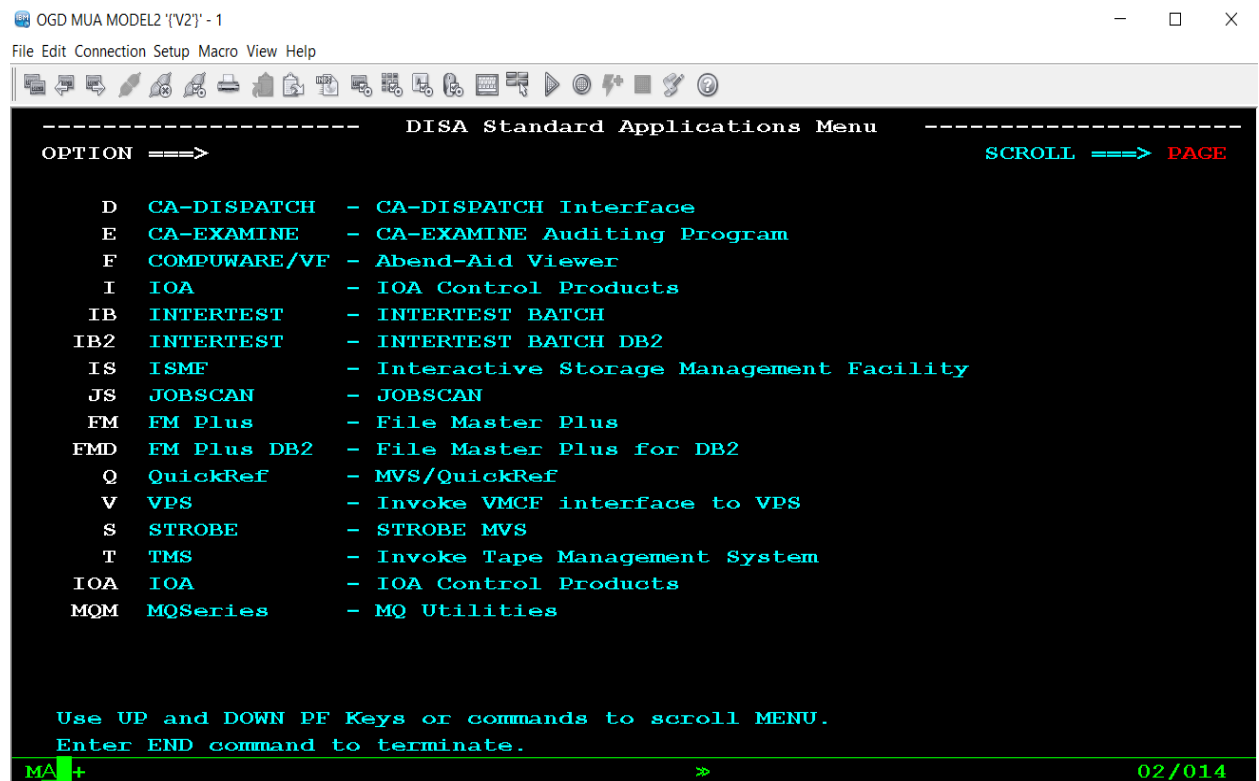 IBM OGD MUA MODEL2 '{'V2'}' - 1
File Edit Connection Setup Macro View Help
--------------------- DISA Standard Applications Menu ---------------------
OPTION ===> SCROLL ===> PAGE
D CA-DISPATCH - CA-DISPATCH Interface
E CA-EXAMINE - CA-EXAMINE Auditing Program
F COMPUWARE/VF - Abend-Aid Viewer
I IOA - IOA Control Products
IB INTERTEST - INTERTEST BATCH
IB2 INTERTEST - INTERTEST BATCH DB2
IS ISMF - Interactive Storage Management Facility
JS JOBSCAN - JOBSCAN
FM FM Plus - File Master Plus
FMD FM Plus DB2 - File Master Plus for DB2
Q QuickRef - MVS/QuickRef
V VPS - Invoke VMCF interface to VPS
S STROBE - STROBE MVS
T TMS - Invoke Tape Management System
IOA IOA - IOA Control Products
MQM MQSeries - MQ Utilities
Use UP and DOWN PF Keys or commands to scroll MENU.
Enter END command to terminate.
MA + » 02/014